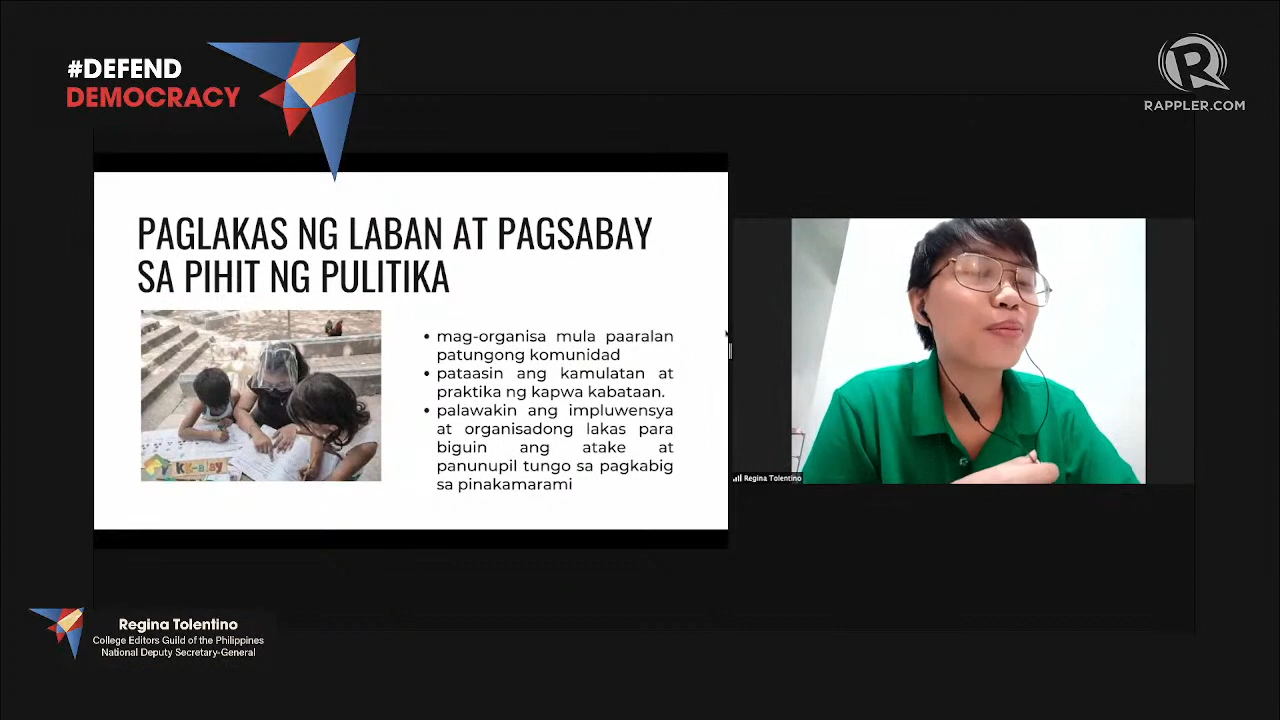 #DEFEND
DEMOCRACY
RAPPLER.COM
PAGLAKAS NG LABAN AT PAGSABAY
SA PIHIT NG PULITIKA
• mag-organisa mula paaralan
patungong komunidad
• pataasin ang kamulatan at
praktika ng kapwa kabataan.
• palawakin ang impluwensya
at organisadong lakas para
biguin ang atake at
panunupil tungo sa pagkabig
sa pinakamarami
Regina Tolentino
Regina Tolentino
College Editors Guild of the Philippines
National Deputy Secretary-General